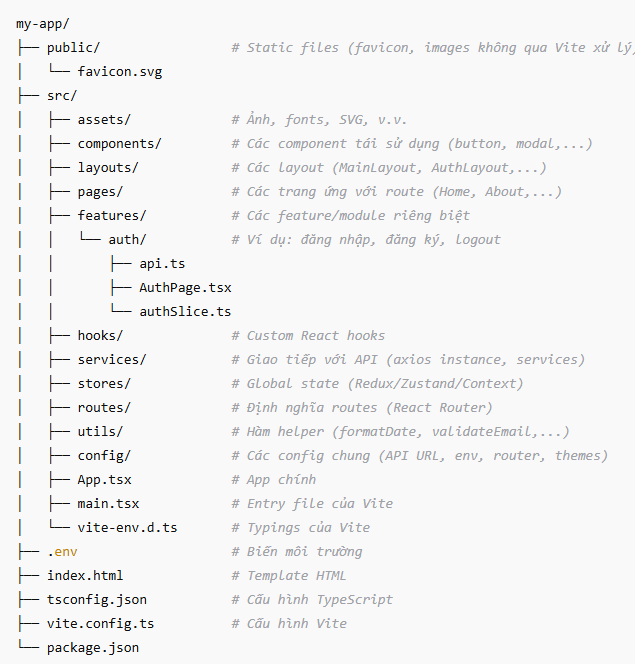 my-app/
├── public/ # Static files (favicon, images không qua Vite xử lý,
│   └── favicon.svg
├── src/
│   ├── assets/ # Ảnh, fonts, SVG, v.v.
│   ├── components/ # Các component tái sử dụng (button, modal,...)
│   ├── layouts/ # Các layout (MainLayout, AuthLayout,...)
│   ├── pages/ # Các trang ứng với route (Home, About,...)
│   ├── features/ # Các feature/module riêng biệt
│   │   └── auth/ # Ví dụ: đăng nhập, đăng ký, logout
│   │       ├── api.ts
│   │       ├── AuthPage.tsx
│   │       └── authSlice.ts
│   ├── hooks/ # Custom React hooks
│   ├── services/ # Giao tiếp với API (axios instance, services)
│   ├── stores/ # Global state (Redux/Zustand/Context)
│   ├── routes/ # Định nghĩa routes (React Router)
│   ├── utils/ # Hàm helper (formatDate, validateEmail,...)
│   ├── config/ # Các config chung (API URL, env, router, themes)
│   ├── App.tsx # App chính
│   ├── main.tsx # Entry file của Vite
│   └── vite-env.d.ts # Typings của Vite
├── .env # Biến môi trường
├── index.html # Template HTML
├── tsconfig.json # Cấu hình TypeScript
├── vite.config.ts # Cấu hình Vite
└── package.json